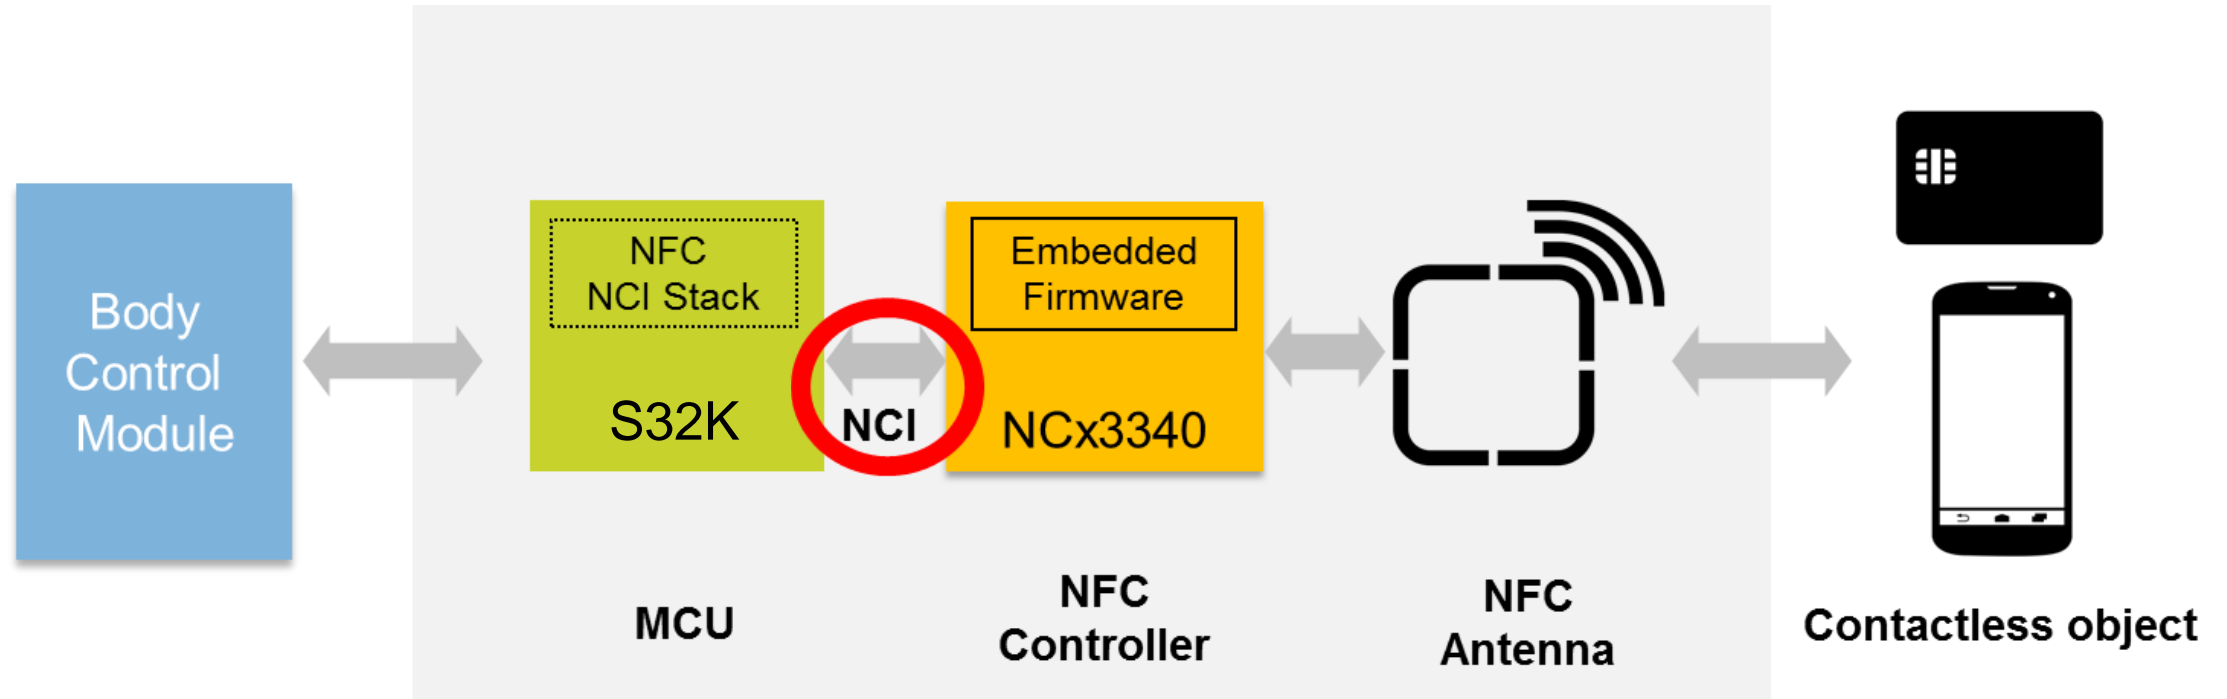 Body
Control
Module
NFC
NCI Stack
S32K
NCI
Embedded
Firmware
NCx3340
MCU
NFC
Controller
NFC
Antenna
Contactless object